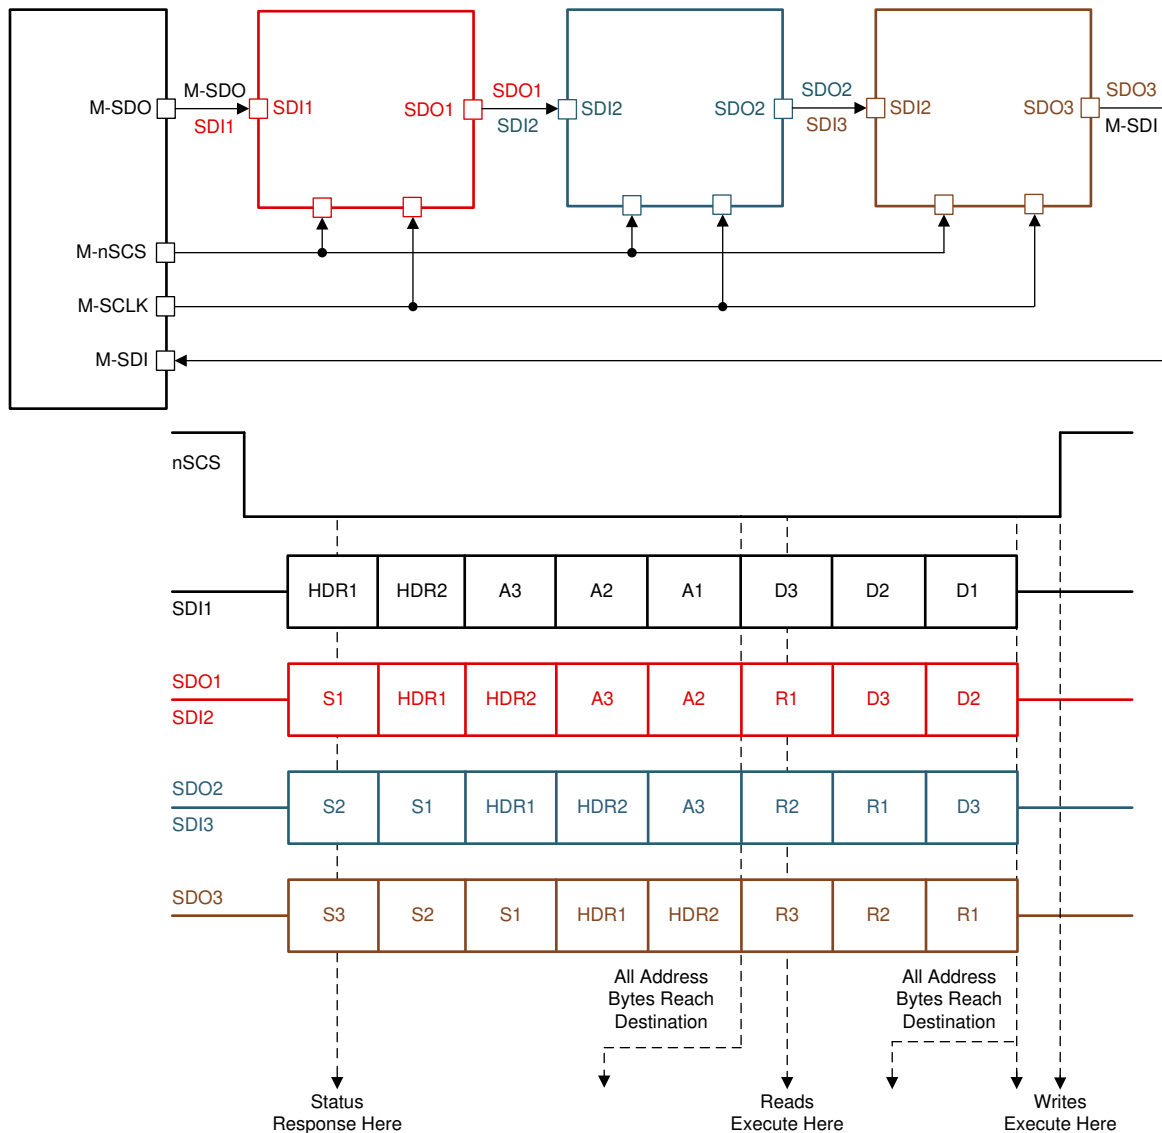 M-SDO
M-SDO
SDI1
SDI1
SDO1
SDO1
SDI2
SDI2
SDO2
SDO2
SDI3
SDI2
SDO3
SDO3
M-SDI
M-nSCS
M-SCLK
M-SDI
nSCS
SDI1
HDR1 HDR2 A3 A2 A1 D3 D2 D1
SDO1
SDI2
S1 HDR1 HDR2 A3 A2 R1 D3 D2
SDO2
SDI3
S2 S1 HDR1 HDR2 A3 R2 R1 D3
SDO3
S3 S2 S1 HDR1 HDR2 R3 R2 R1
All Address
Bytes Reach
Destination
All Address
Bytes Reach
Destination
Status
Response Here
Reads
Execute Here
Writes
Execute Here